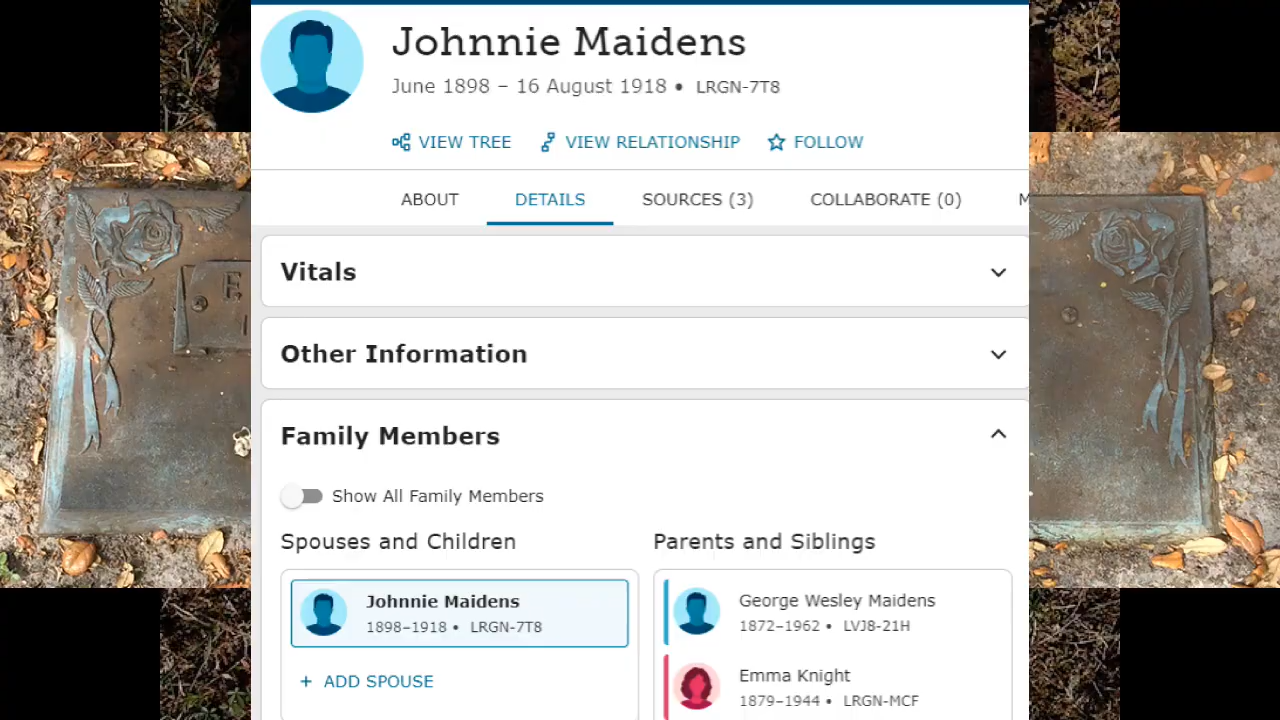 Johnnie Maidens
June 1898 – 16 August 1918 • LRGN-7T8
VIEW TREE VIEW RELATIONSHIP FOLLOW
ABOUT DETAILS SOURCES (3) COLLABORATE (0) M
Vitals
Other Information
Family Members
Show All Family Members
Spouses and Children
Johnnie Maidens
1898–1918 • LRGN-7T8
+ ADD SPOUSE
Parents and Siblings
George Wesley Maidens
1872–1962 • LVJ8-21H
Emma Knight
1879–1944 • LRGN-MCF